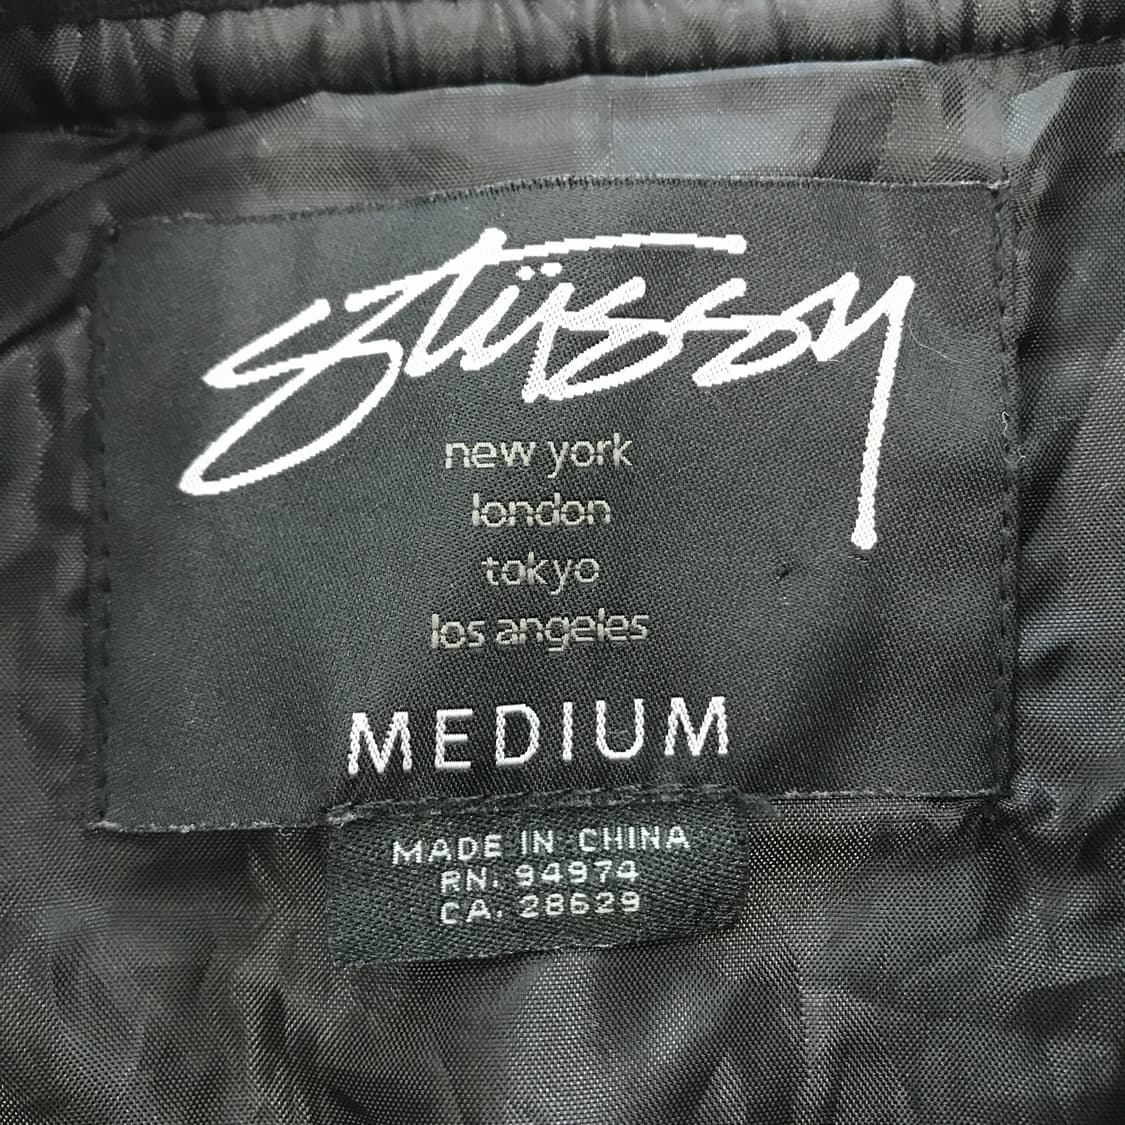 stüssy
new york
london
tokyo
los angeles
MEDIUM
MADE IN CHINA
RN. 94974
CA. 28629